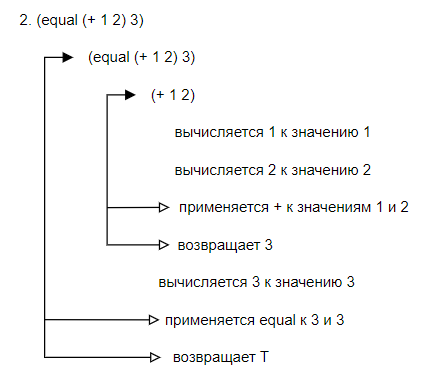 2. (equal (+ 1 2) 3)
(equal (+ 1 2) 3)
(+ 1 2)
вычисляется 1 к значению 1
вычисляется 2 к значению 2
применяется + к значениям 1 и 2
возвращает 3
вычисляется 3 к значению 3
применяется equal к 3 и 3
возвращает T